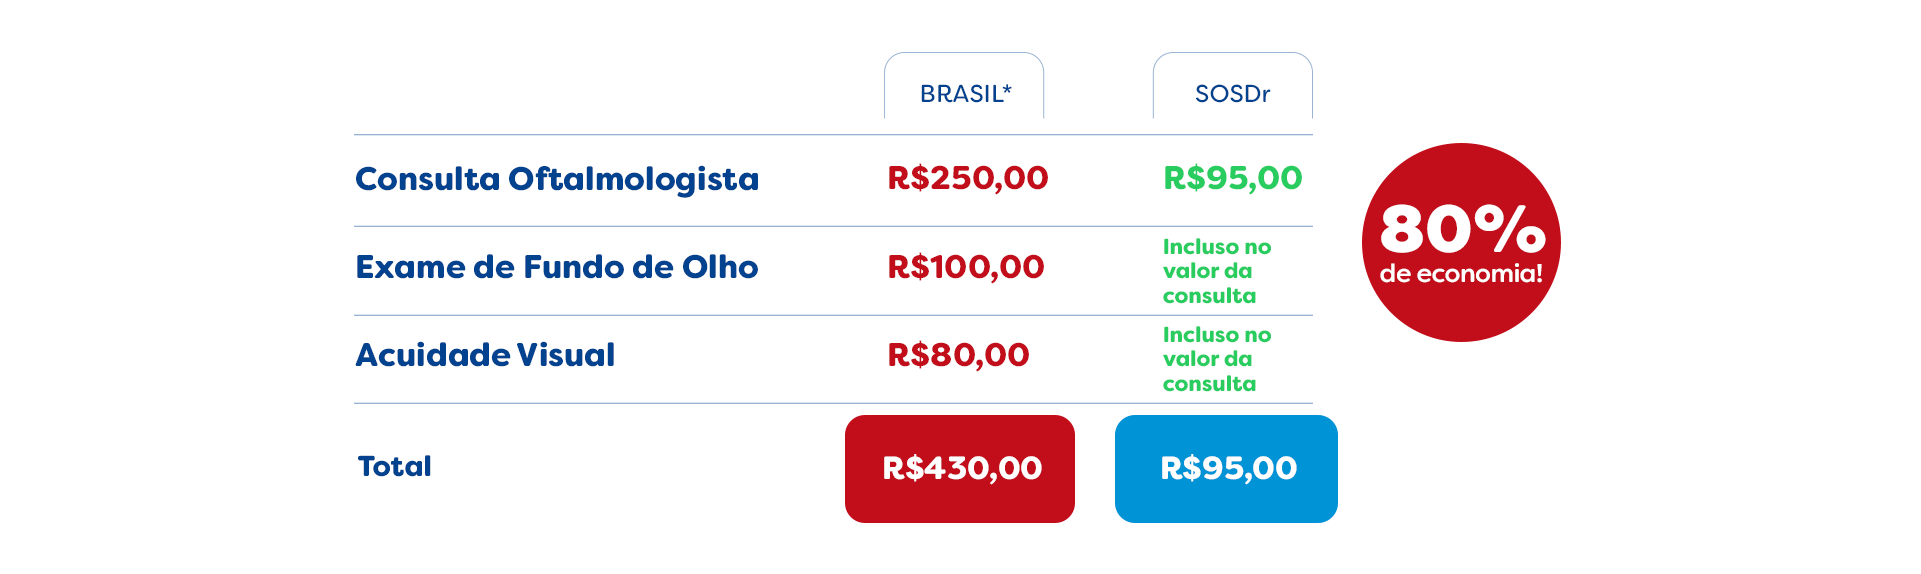 BRASIL*
SOSDr
Consulta Oftalmologista
R$250,00
R$95,00
Exame de Fundo de Olho
R$100,00
Incluso no
valor da
consulta
Acuidade Visual
R$80,00
Incluso no
valor da
consulta
Total
R$430,00
R$95,00
80%
de economia!